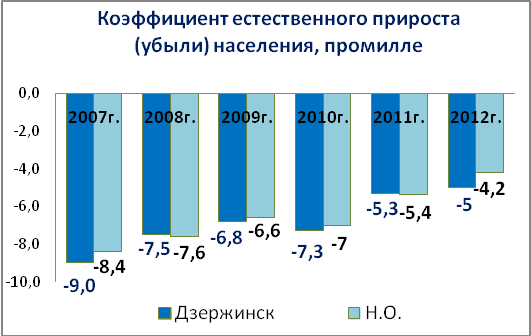 Коэффициент естественного прироста
(убыли) населения, промилле
0,0
2007г. 2008г. 2009г. 2010г. 2011г. 2012г.
-2,0
-4,0
-6,0
-8,0
-10,0
-9,0 -8,4 -7,5 -7,6 -6,8 -6,6 -7,3 -7 -5,3 -5,4 -5 -4,2
Дзержинск Н.О.